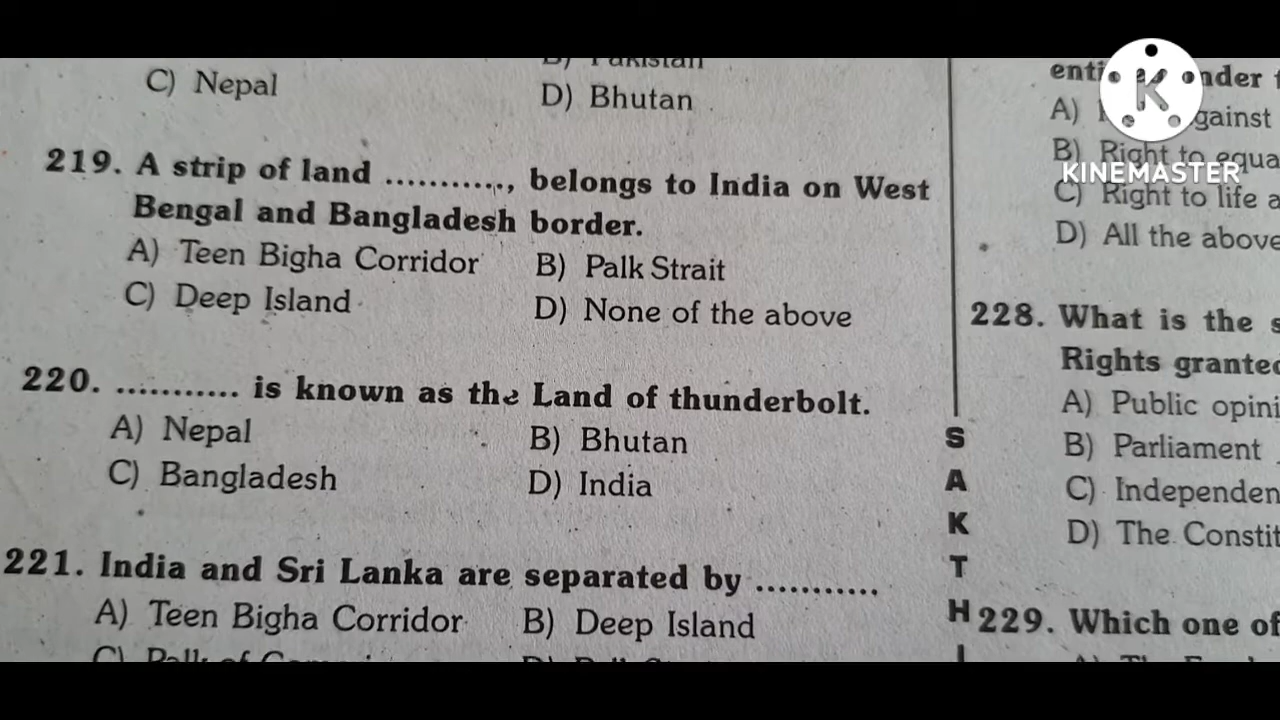 C) Nepal
D) Bhutan
219. A strip of land ..........., belongs to India on West
Bengal and Bangladesh border.
A) Teen Bigha Corridor
B) Palk Strait
C) Deep Island
D) None of the above
220. ........... is known as the Land of thunderbolt.
A) Nepal
B) Bhutan
C) Bangladesh
D) India
221. India and Sri Lanka are separated by ...........
A) Teen Bigha Corridor
B) Deep Island
S
A
K
T
H
A)
B) Right to equa
C) Right to life a
D) All the above
228. What is the s
Rights granted
A) Public opini
B) Parliament
C) Independen
D) The Constit
229. Which one of
K
KINEMASTER